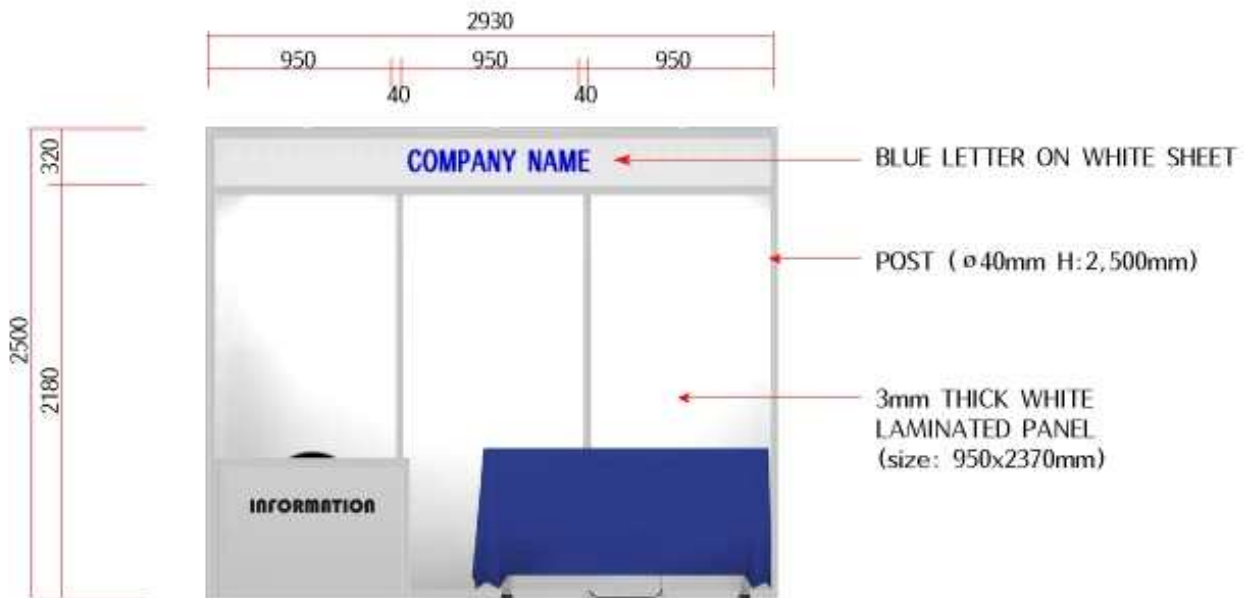 2930
950
950
950
40
40
320
COMPANY NAME
BLUE LETTER ON WHITE SHEET
POST (ø40mm H:2,500mm)
2500
2180
3mm THICK WHITE
LAMINATED PANEL
(size: 950x2370mm)
INFORMATION